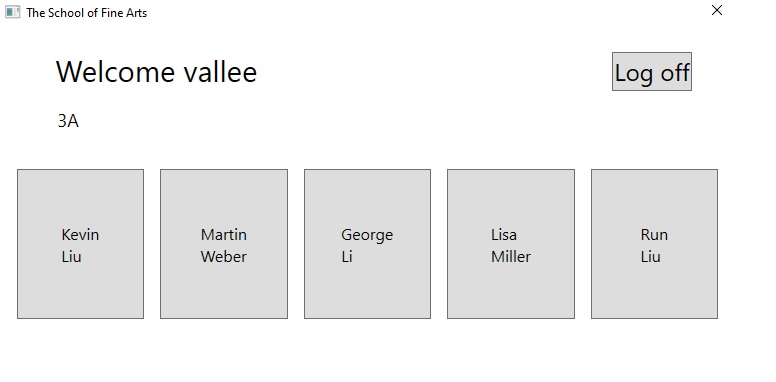 The School of Fine Arts
Welcome vallee
Log off
3A
Kevin
Liu
Martin
Weber
George
Li
Lisa
Miller
Run
Liu